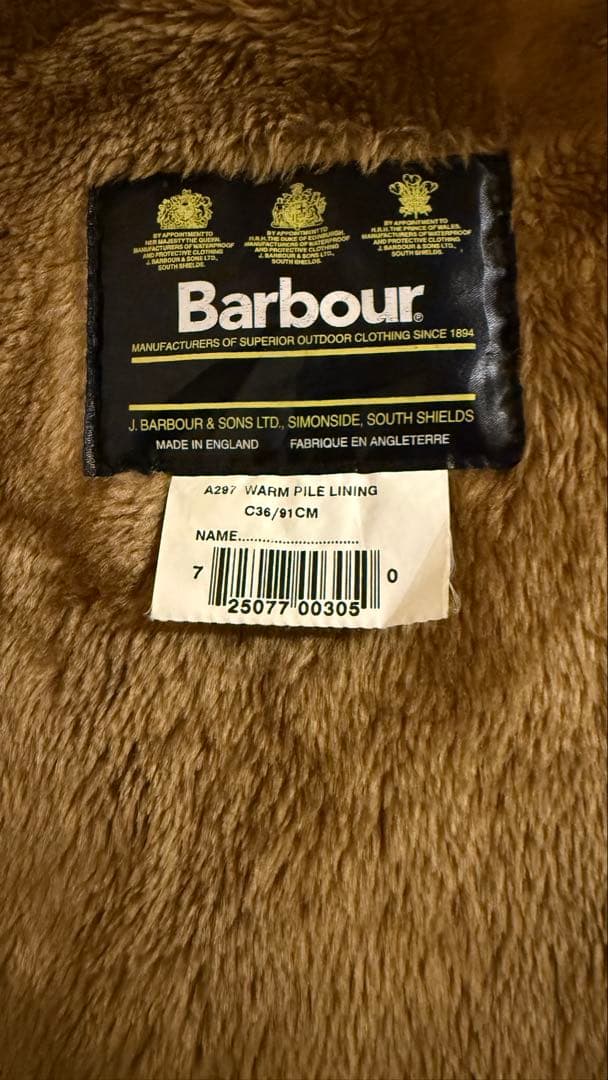 BY APPOINTMENT TO
HER MAJESTY THE QUEEN
MANUFACTURERS OF WATERPROOF
AND PROTECTIVE CLOTHING
J. BARBOUR & SONS LTD.,
SOUTH SHIELDS.
BY APPOINTMENT TO
H.R.H. THE DUKE OF EDINBURGH
MANUFACTURERS OF WATERPROOF
AND PROTECTIVE CLOTHING
J. BARBOUR & SONS LTD.,
SOUTH SHIELDS.
BY APPOINTMENT TO
H.R.H. THE PRINCE OF WALES
MANUFACTURERS OF WATERPROOF
AND PROTECTIVE CLOTHING
J. BARBOUR & SONS LTD.,
SOUTH SHIELDS.
Barbour®
MANUFACTURERS OF SUPERIOR OUTDOOR CLOTHING SINCE 1894
J. BARBOUR & SONS LTD., SIMONSIDE, SOUTH SHIELDS
MADE IN ENGLAND FABRIQUE EN ANGLETERRE
A297 WARM PILE LINING
C36/91CM
NAME..............................
7 25077 00305 0